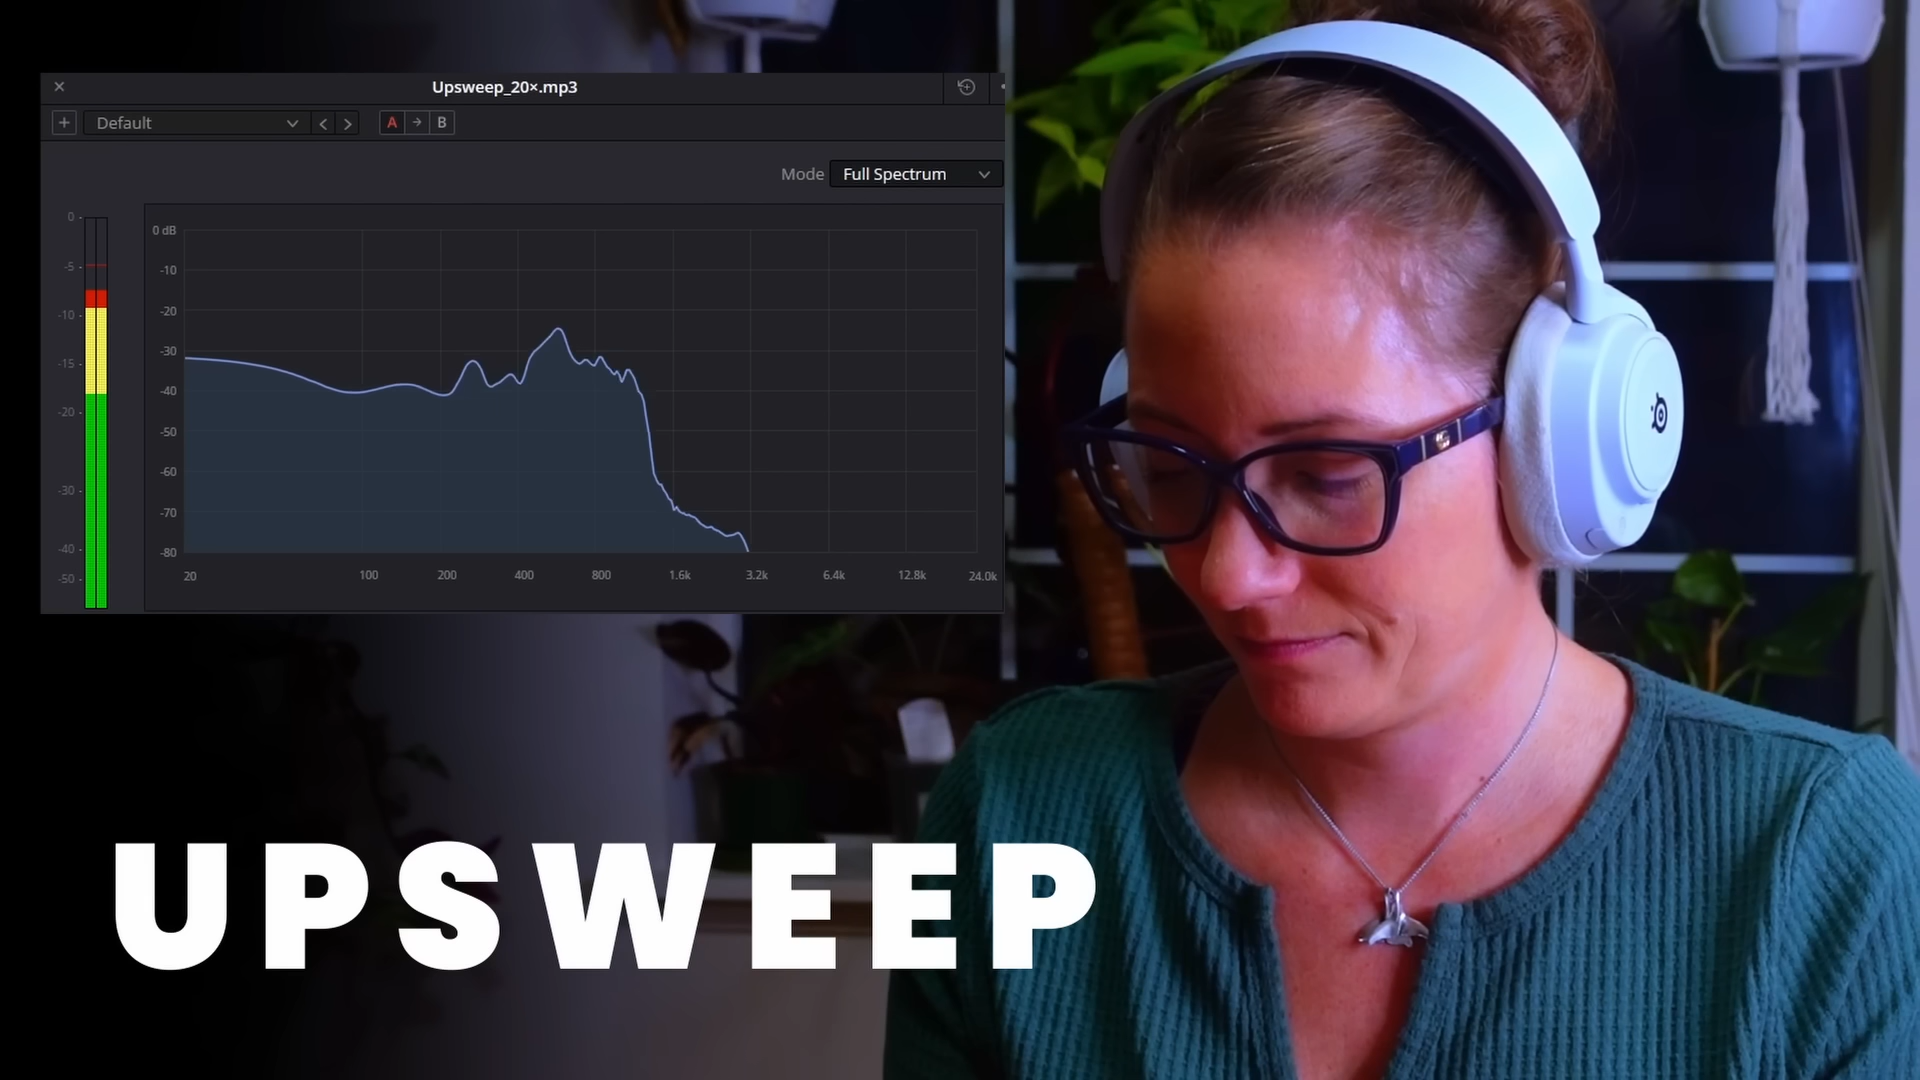 Upsweep_20×.mp3
Default
A
B
Mode
Full Spectrum
0
-5
-10
-15
-20
-30
-40
-50
0 dB
-10
-20
-30
-40
-50
-60
-70
-80
20
100
200
400
800
1.6k
3.2k
6.4k
12.8k
24.0k
UPSWEEP